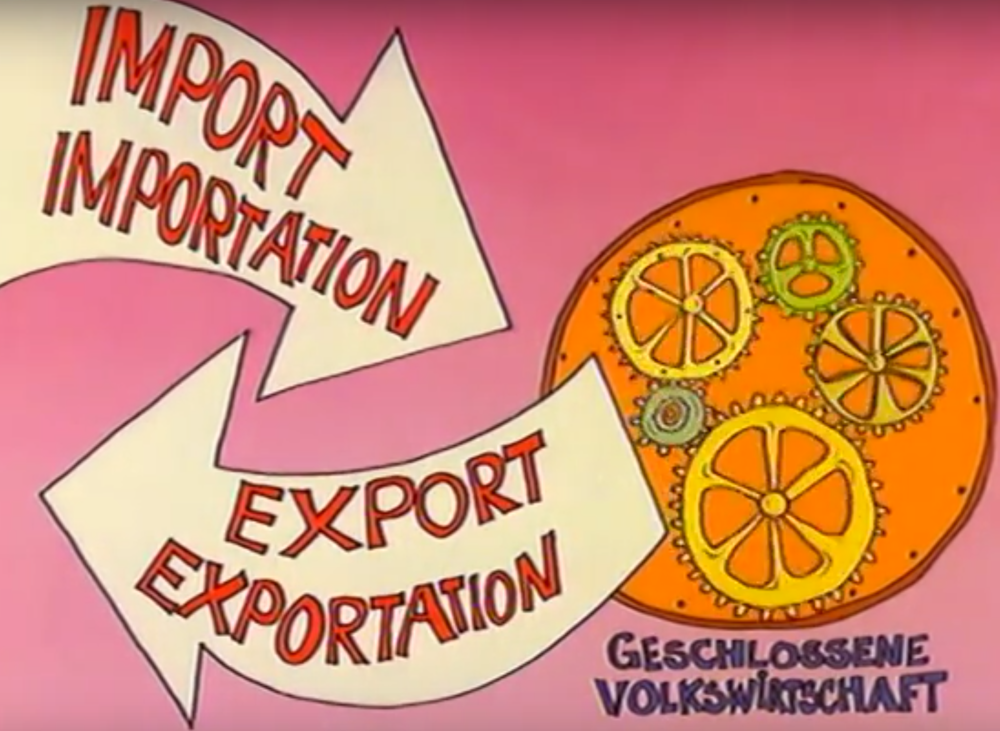 IMPORT
IMPORTATION
EXPORT
EXPORTATION
GESCHLOSSENE
VOLKSWIRTSCHAFT